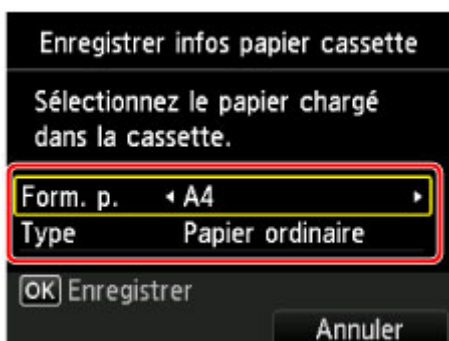 Enregistrer infos papier cassette
Sélectionnez le papier chargé
dans la cassette.
Form. p. A4
Type Papier ordinaire
OK Enregistrer
Annuler